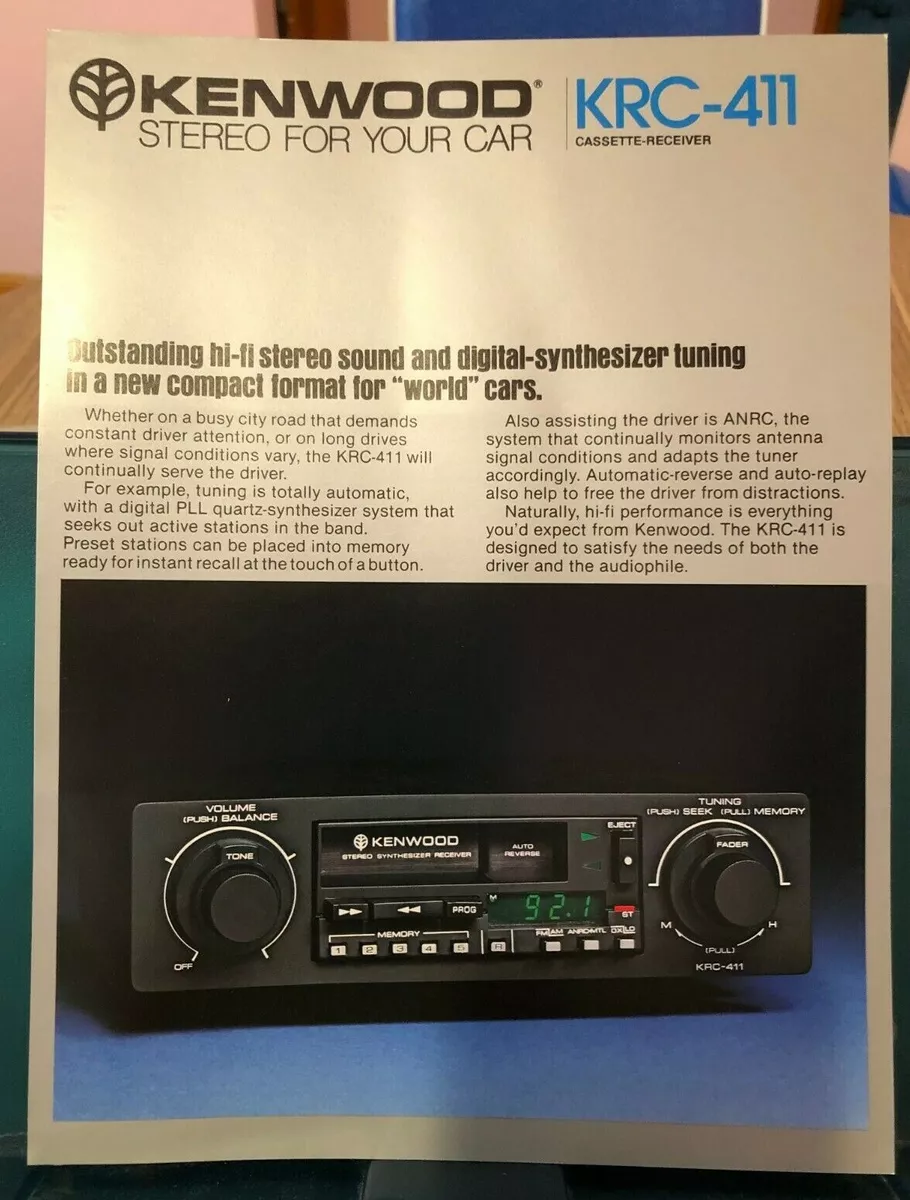 KENWOOD®
STEREO FOR YOUR CAR
KRC-411
CASSETTE-RECEIVER
Outstanding hi-fi stereo sound and digital-synthesizer tuning
in a new compact format for “world” cars.
Whether on a busy city road that demands
constant driver attention, or on long drives
where signal conditions vary, the KRC-411 will
continually serve the driver.
For example, tuning is totally automatic,
with a digital PLL quartz-synthesizer system that
seeks out active stations in the band.
Preset stations can be placed into memory
ready for instant recall at the touch of a button.
Also assisting the driver is ANRC, the
system that continually monitors antenna
signal conditions and adapts the tuner
accordingly. Automatic-reverse and auto-replay
also help to free the driver from distractions.
Naturally, hi-fi performance is everything
you'd expect from Kenwood. The KRC-411 is
designed to satisfy the needs of both the
driver and the audiophile.
VOLUME
(PUSH) BALANCE
TONE
OFF
KENWOOD
STEREO SYNTHESIZER RECEIVER
AUTO
REVERSE
EJECT
PROG
M
92.1
ST
MEMORY
1 2 3 4 5
R
FM/AM ANRC/MTL DX/LO
TUNING
(PUSH) SEEK (PULL) MEMORY
FADER
M H
(PULL)
KRC-411